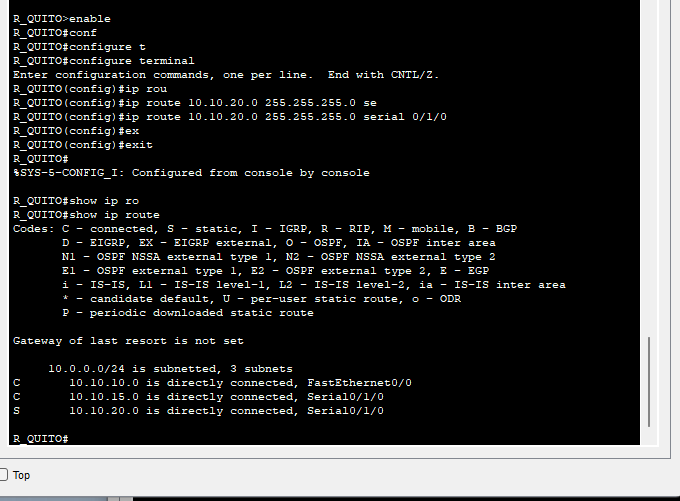 R_QUITO>enable
R_QUITO#conf
R_QUITO#configure t
R_QUITO#configure terminal
Enter configuration commands, one per line.  End with CNTL/Z.
R_QUITO(config)#ip rou
R_QUITO(config)#ip route 10.10.20.0 255.255.255.0 se
R_QUITO(config)#ip route 10.10.20.0 255.255.255.0 serial 0/1/0
R_QUITO(config)#ex
R_QUITO(config)#exit
R_QUITO#
%SYS-5-CONFIG_I: Configured from console by console

R_QUITO#show ip ro
R_QUITO#show ip route
Codes: C - connected, S - static, I - IGRP, R - RIP, M - mobile, B - BGP
       D - EIGRP, EX - EIGRP external, O - OSPF, IA - OSPF inter area
       N1 - OSPF NSSA external type 1, N2 - OSPF NSSA external type 2
       E1 - OSPF external type 1, E2 - OSPF external type 2, E - EGP
       i - IS-IS, L1 - IS-IS level-1, L2 - IS-IS level-2, ia - IS-IS inter area
       * - candidate default, U - per-user static route, o - ODR
       P - periodic downloaded static route

Gateway of last resort is not set

     10.0.0.0/24 is subnetted, 3 subnets
C       10.10.10.0 is directly connected, FastEthernet0/0
C       10.10.15.0 is directly connected, Serial0/1/0
S       10.10.20.0 is directly connected, Serial0/1/0

R_QUITO#
Top